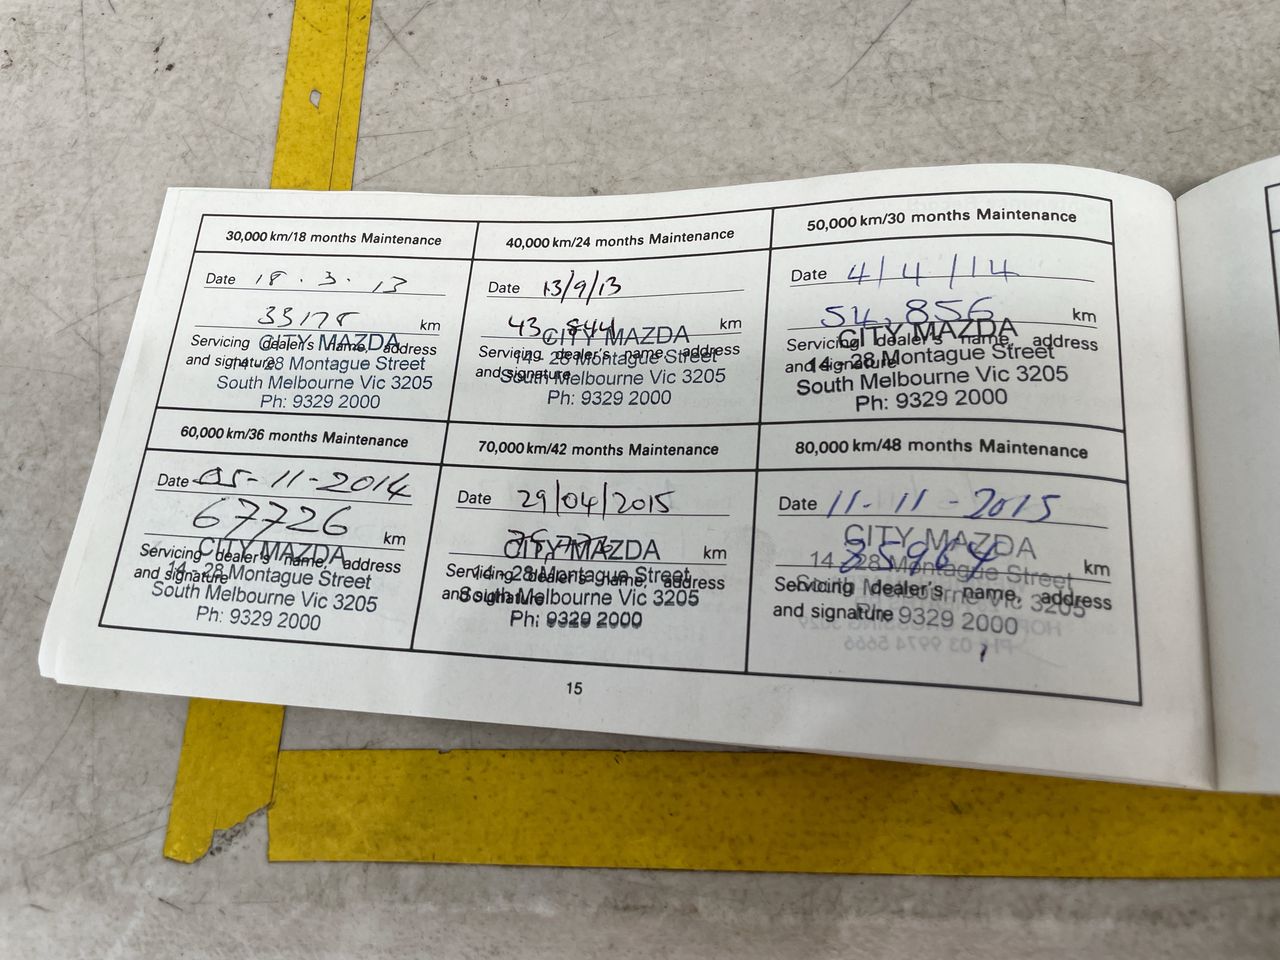 30,000 km/18 months Maintenance
Date 18 . 3 . 13
33178 km
Servicing dealer's name, address
and signature
CITY MAZDA
14 - 28 Montague Street
South Melbourne Vic 3205
Ph: 9329 2000
40,000 km/24 months Maintenance
Date 13/9/13
43, 844 km
Servicing dealer's name, address
and signature
CITY MAZDA
14 - 28 Montague Street
South Melbourne Vic 3205
Ph: 9329 2000
50,000 km/30 months Maintenance
Date 4/4/14
54,856 km
Servicing dealer's name, address
and signature
CITY MAZDA
14 - 28 Montague Street
South Melbourne Vic 3205
Ph: 9329 2000
60,000 km/36 months Maintenance
Date 05-11-2014
67726 km
Servicing dealer's name, address
and signature
CITY MAZDA
14 - 28 Montague Street
South Melbourne Vic 3205
Ph: 9329 2000
70,000 km/42 months Maintenance
Date 29/04/2015
km
Servicing dealer's name, address
and signature
CITY MAZDA
14 - 28 Montague Street
South Melbourne Vic 3205
Ph: 9329 2000
80,000 km/48 months Maintenance
Date 11-11-2015
km
Servicing dealer's name, address
and signature
CITY MAZDA
14 - 28 Montague Street
South Melbourne Vic 3205
Ph: 9329 2000
15